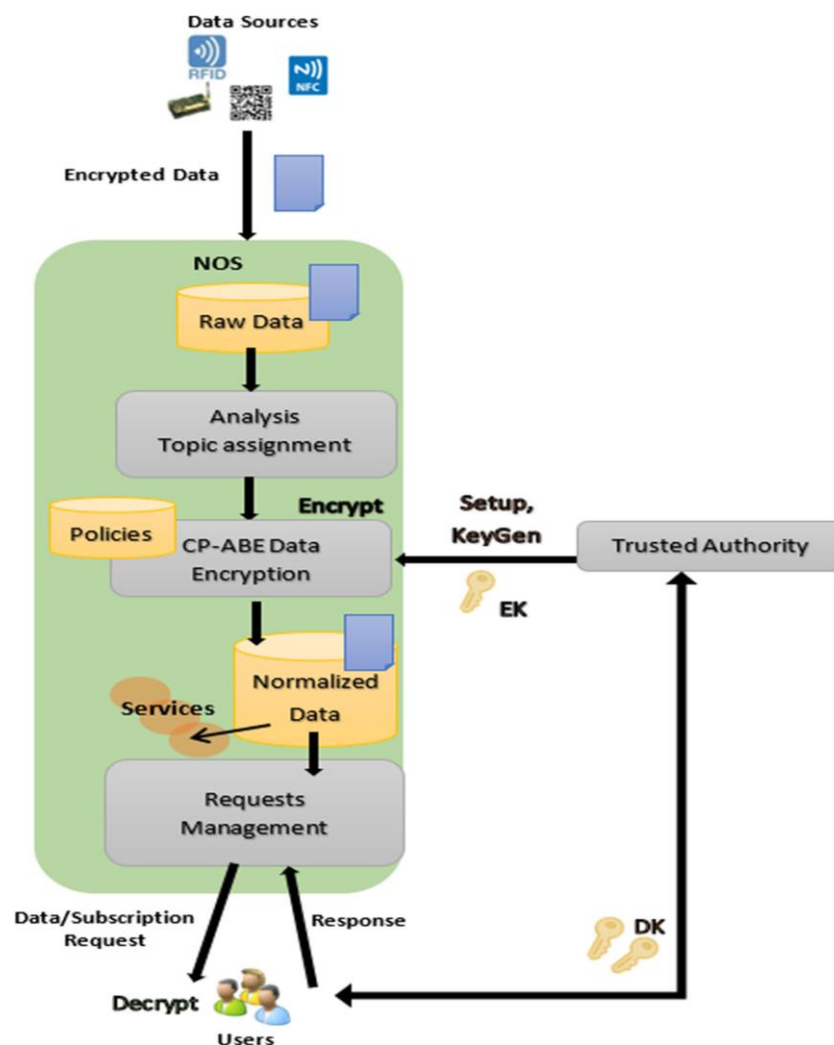 Data Sources
RFID
NFC
Encrypted Data
NOS
Raw Data
Analysis
Topic assignment
Encrypt
Policies
CP-ABE Data
Encryption
Setup,
KeyGen
EK
Trusted Authority
Normalized
Data
Services
Requests
Management
Data/Subscription
Request
Response
DK
Decrypt
Users